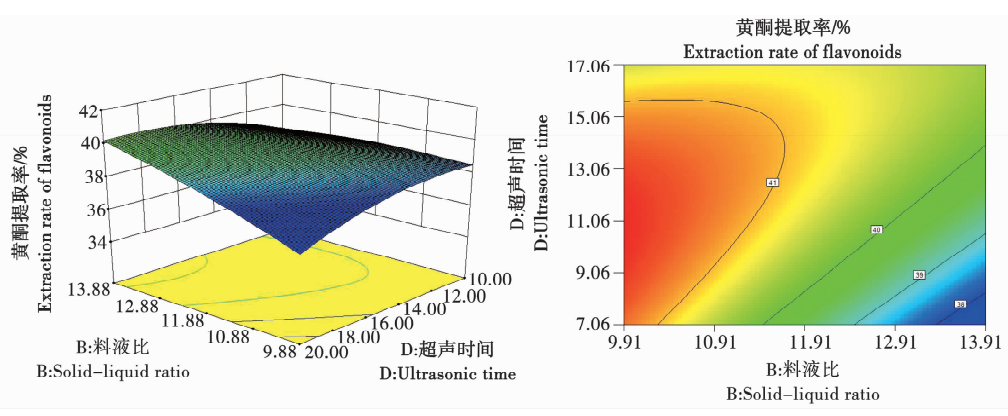 黄酮提取率/%
Extraction rate of flavonoids
42
40
38
36
34
13.88
12.88
11.88
10.88
9.88
20.00
18.00
16.00
14.00
12.00
10.00
B:料液比
B:Solid-liquid ratio
D:超声时间
D:Ultrasonic time
黄酮提取率/%
Extraction rate of flavonoids
D:超声时间
D:Ultrasonic time
17.06
15.06
13.06
11.06
9.06
7.06
41
40
39
38
9.91
10.91
11.91
12.91
13.91
B:料液比
B:Solid-liquid ratio